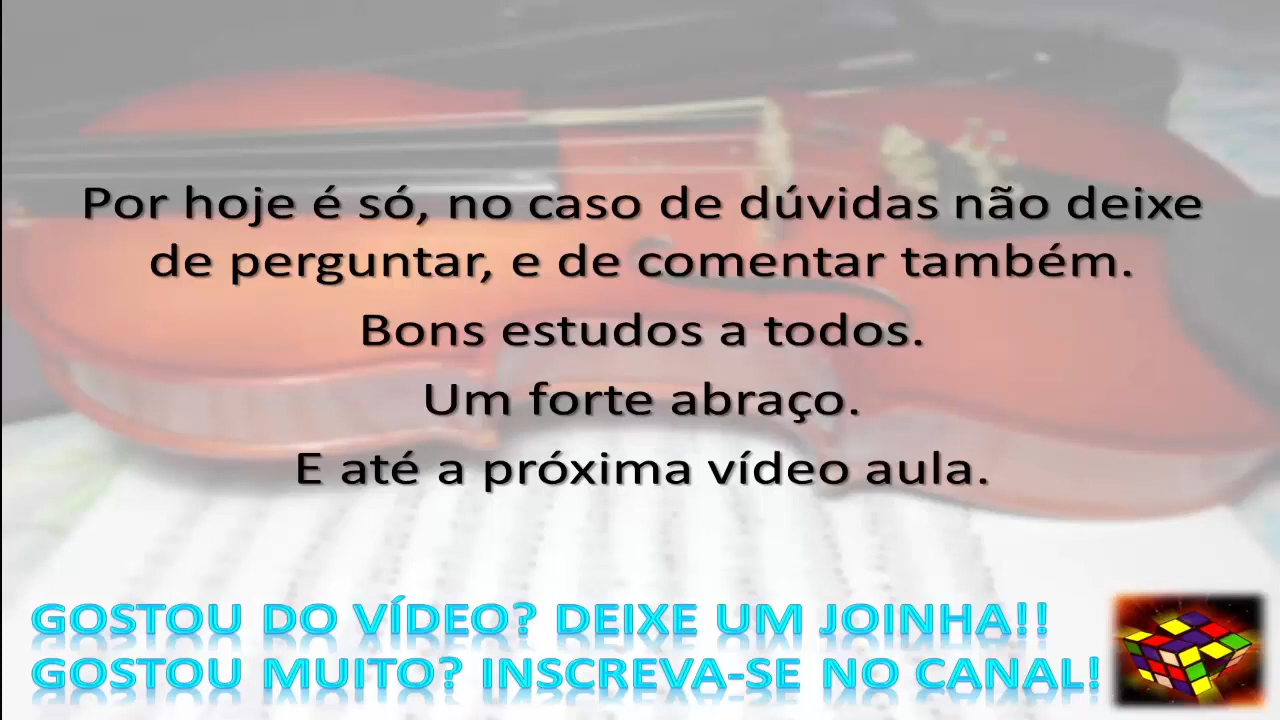 Por hoje é só, no caso de dúvidas não deixe
de perguntar, e de comentar também.
Bons estudos a todos.
Um forte abraço.
E até a próxima vídeo aula.
GOSTOU DO VÍDEO? DEIXE UM JOINHA!!
GOSTOU MUITO? INSCREVA-SE NO CANAL!